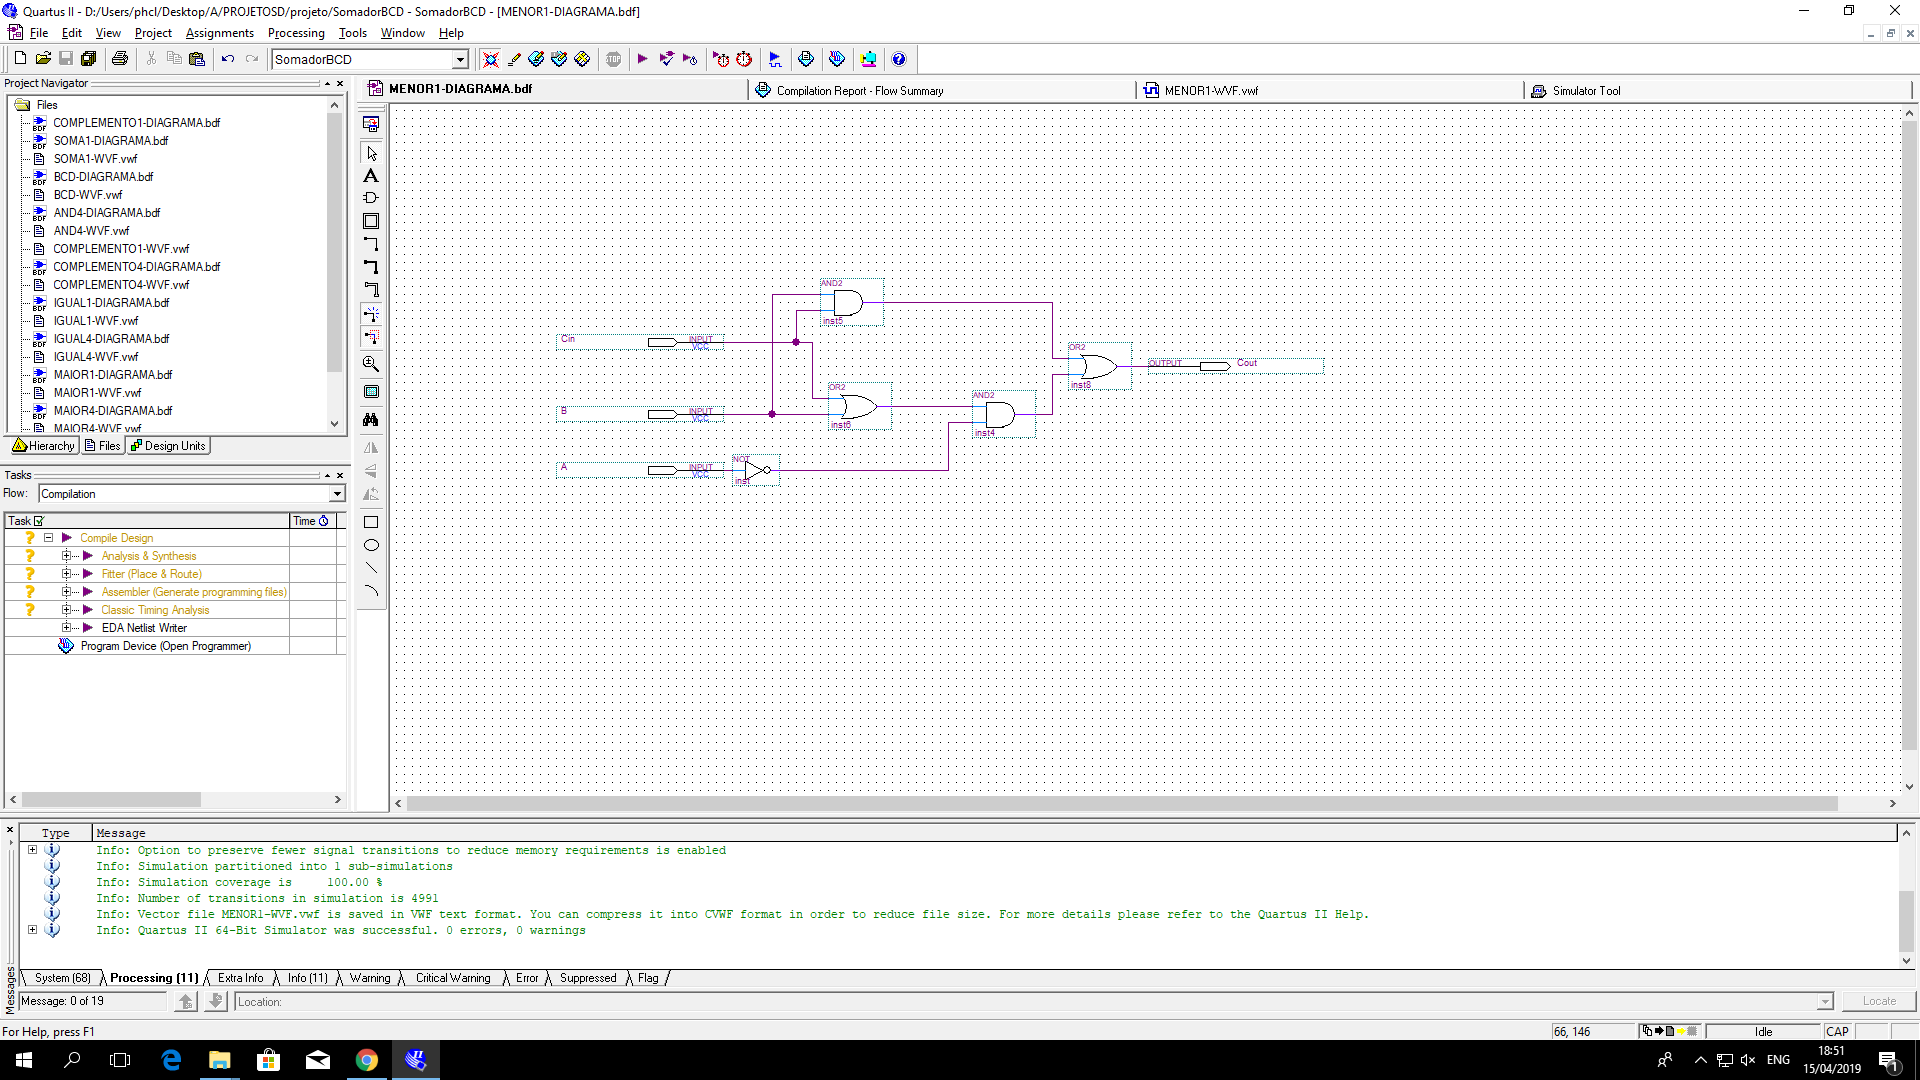 Quartus II - D:/Users/phcl/Desktop/A/PROJETOSD/projeto/SomadorBCD - SomadorBCD - [MENOR1-DIAGRAMA.bdf]
File Edit View Project Assignments Processing Tools Window Help
SomadorBCD
Project Navigator
Files
COMPLEMENTO1-DIAGRAMA.bdf
SOMA1-DIAGRAMA.bdf
SOMA1-WVF.vwf
BCD-DIAGRAMA.bdf
BCD-WVF.vwf
AND4-DIAGRAMA.bdf
AND4-WVF.vwf
COMPLEMENTO1-WVF.vwf
COMPLEMENTO4-DIAGRAMA.bdf
COMPLEMENTO4-WVF.vwf
IGUAL1-DIAGRAMA.bdf
IGUAL1-WVF.vwf
IGUAL4-DIAGRAMA.bdf
IGUAL4-WVF.vwf
MAIOR1-DIAGRAMA.bdf
MAIOR1-WVF.vwf
MAIOR4-DIAGRAMA.bdf
MAIOR4-WVF.vwf
Hierarchy Files Design Units
Tasks
Flow: Compilation
Task Time
Compile Design
Analysis & Synthesis
Fitter (Place & Route)
Assembler (Generate programming files)
Classic Timing Analysis
EDA Netlist Writer
Program Device (Open Programmer)
MENOR1-DIAGRAMA.bdf Compilation Report - Flow Summary MENOR1-WVF.vwf Simulator Tool
AND2
inst5
Cin INPUT
VCC
OR2
inst8
OUTPUT Cout
OR2
inst6
AND2
inst4
B INPUT
VCC
A INPUT
VCC
NOT
inst
Type Message
Info: Option to preserve fewer signal transitions to reduce memory requirements is enabled
Info: Simulation partitioned into 1 sub-simulations
Info: Simulation coverage is 100.00 %
Info: Number of transitions in simulation is 4991
Info: Vector file MENOR1-WVF.vwf is saved in VWF text format. You can compress it into CVWF format in order to reduce file size. For more details please refer to the Quartus II Help.
Info: Quartus II 64-Bit Simulator was successful. 0 errors, 0 warnings
System (68) Processing (11) Extra Info Info (11) Warning Critical Warning Error Suppressed Flag
Messages
Message: 0 of 19 Location: Locate
For Help, press F1 66, 146 Idle CAP
ENG 18:51
15/04/2019
1